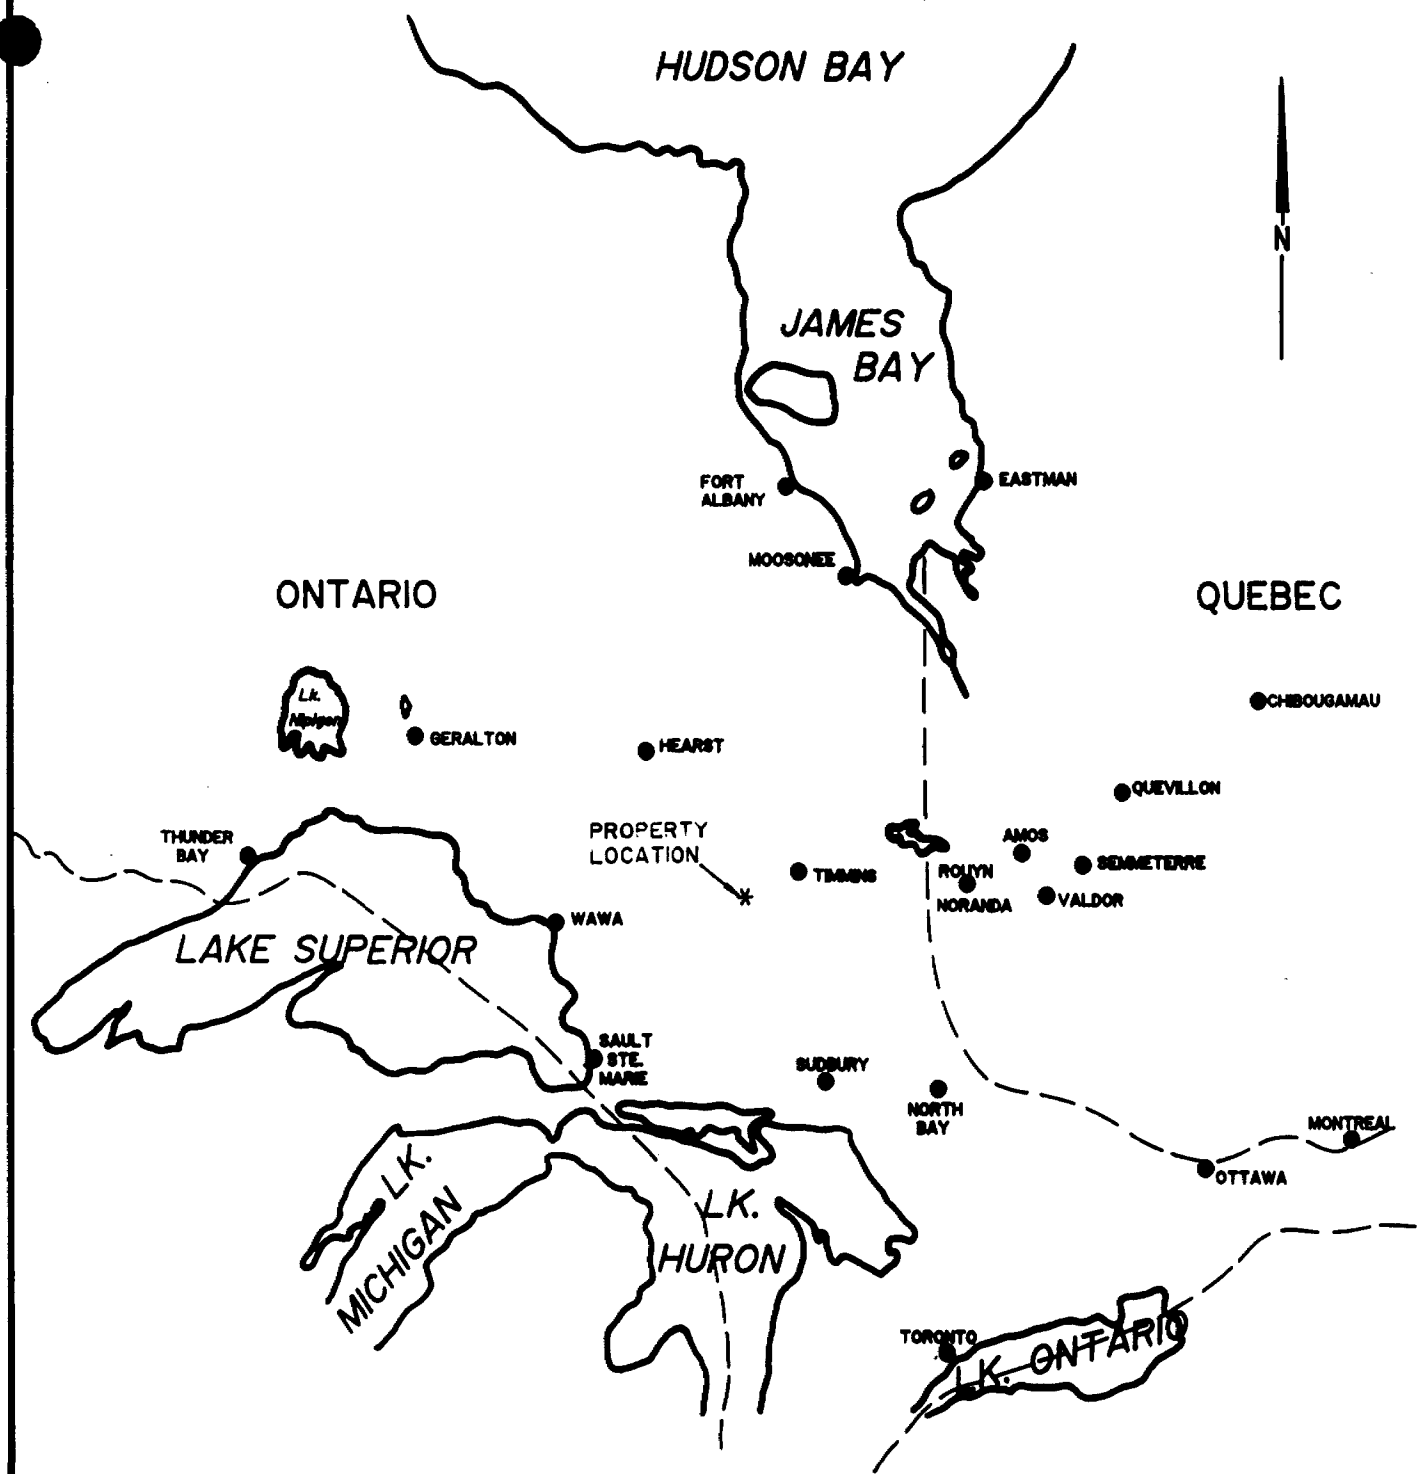 HUDSON BAY
N
JAMES
BAY
FORT
ALBANY
EASTMAN
MOOSONEE
ONTARIO
QUEBEC
Lk.
Nipigon
GERALTON
HEARST
CHIBOUGAMAU
QUEVILLON
THUNDER
BAY
PROPERTY
LOCATION
TIMMINS
AMOS
SEMMETERRE
ROUYN
NORANDA
VALDOR
WAWA
LAKE SUPERIOR
SAULT
STE.
MARIE
SUDBURY
NORTH
BAY
MONTREAL
OTTAWA
LK.
MICHIGAN
LK.
HURON
TORONTO
LK. ONTARIO